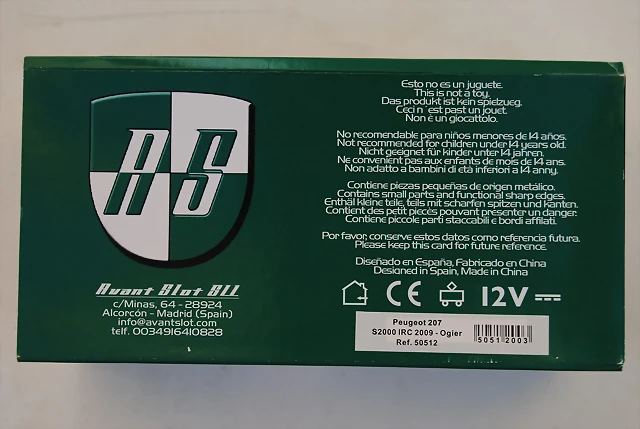 AS
Avant Slot SLL
c/Minas, 64 - 28924
Alcorcón - Madrid (Spain)
info@avantslot.com
telf. 0034916410828
Esto no es un juguete.
This is not a toy.
Das produkt ist kein spielzueg.
Ceci n´est past un jouet.
Non è un giocattolo.
No recomendable para niños menores de 14 años.
Not recommended for children under 14 years old.
Nicht geeignet für kinder unter 14 jahren.
Ne convenient pas aux enfants de mois de 14 ans.
Non adatto a bambini di età inferiori a 14 anny.
Contiene piezas pequeñas de origen metálico.
Contains small parts and functional sharp edges.
Enthäl kleine teile, teils mit scharfen spitzen und kanten.
Contient des petit pieces pouvant presenter un danger.
Contiene piccole parti staccabili e bordi affilati.
Por favor, conserve estos datos como referencia futura.
Please keep this card for future reference.
Diseñado en España, Fabricado en China
Designed in Spain, Made in China
CE 12V
Peugeot 207
S2000 IRC 2009 - Ogier
Ref. 50512
5051 2003